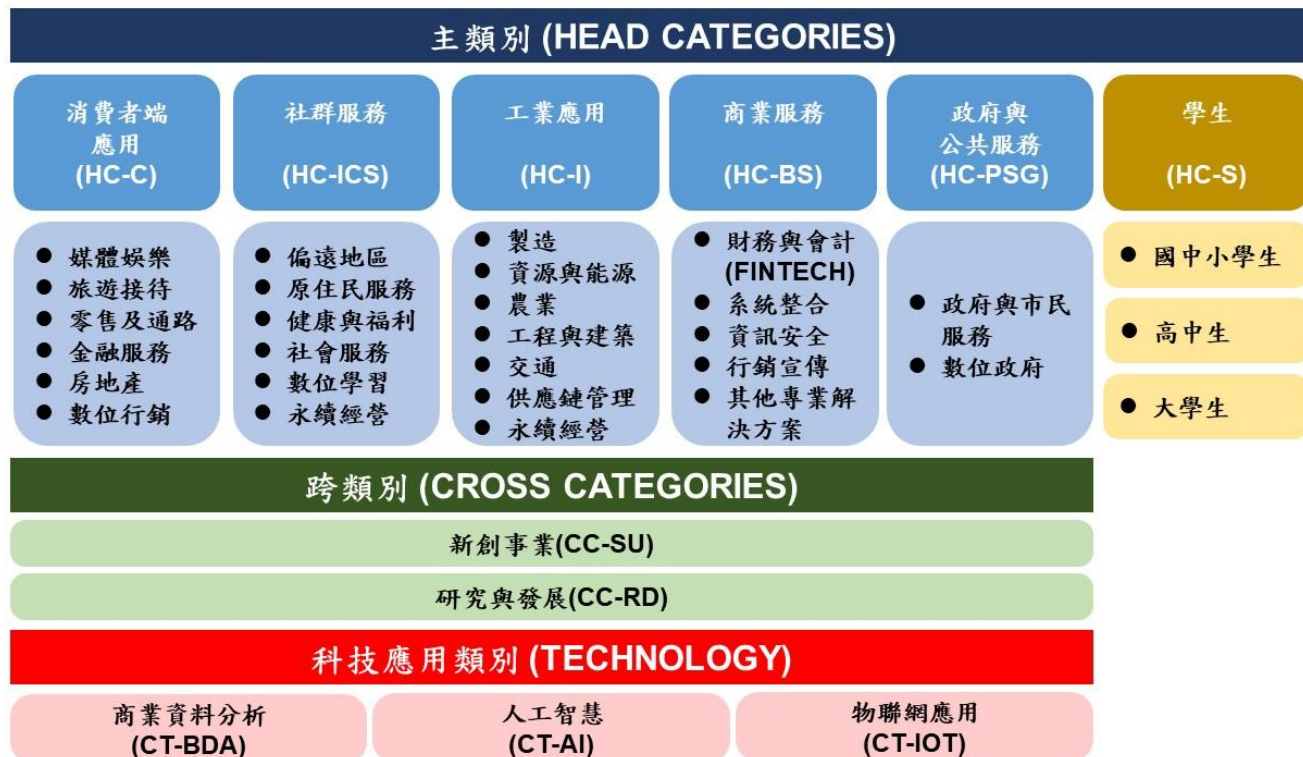 主類別 (HEAD CATEGORIES)
消費者端
應用
(HC-C)
社群服務
(HC-ICS)
工業應用
(HC-I)
商業服務
(HC-BS)
政府與
公共服務
(HC-PSG)
學生
(HC-S)
● 媒體娛樂
● 旅遊接待
● 零售及通路
● 金融服務
● 房地產
● 數位行銷
● 偏遠地區
● 原住民服務
● 健康與福利
● 社會服務
● 數位學習
● 永續經營
● 製造
● 資源與能源
● 農業
● 工程與建築
● 交通
● 供應鏈管理
● 永續經營
● 財務與會計
(FINTECH)
● 系統整合
● 資訊安全
● 行銷宣傳
● 其他專業解
決方案
● 政府與市民
服務
● 數位政府
● 國中小學生
● 高中生
● 大學生
跨類別 (CROSS CATEGORIES)
新創事業(CC-SU)
研究與發展(CC-RD)
科技應用類別 (TECHNOLOGY)
商業資料分析
(CT-BDA)
人工智慧
(CT-AI)
物聯網應用
(CT-IOT)